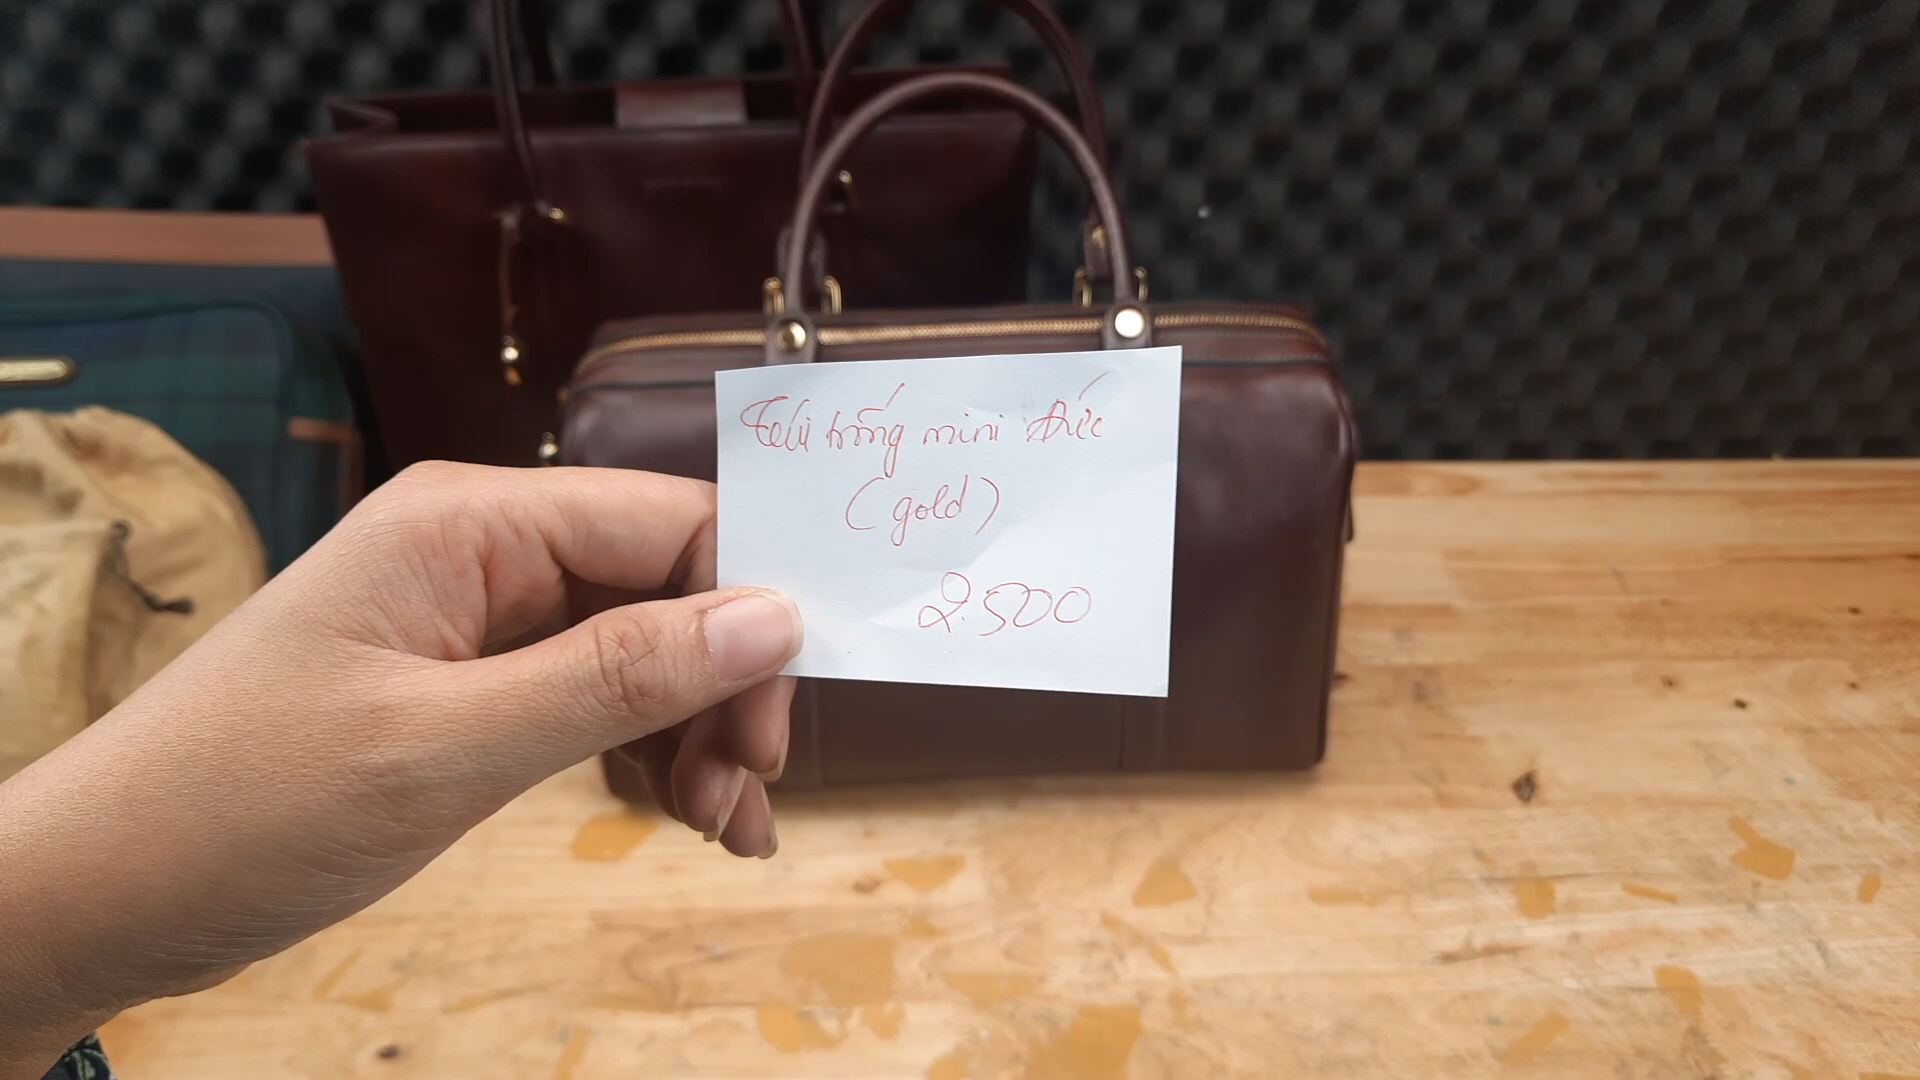 Túi trống mini đức
(gold)
2.500